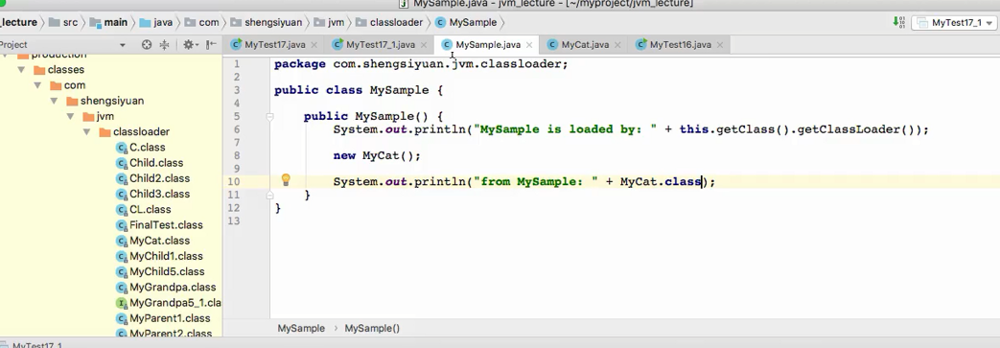 MySample.java - jvm_lecture - [~/myproject/jvm_lecture]
_lecture src main java com shengsiyuan jvm classloader MySample MyTest17_1
Project
MyTest17.java MyTest17_1.java MySample.java MyCat.java MyTest16.java
production
classes
com
shengsiyuan
jvm
classloader
C.class
Child.class
Child2.class
Child3.class
CL.class
FinalTest.class
MyCat.class
MyChild1.class
MyChild5.class
MyGrandpa.class
MyGrandpa5_1.cla
MyParent1.class
MyParent2.class
1 package com.shengsiyuan.jvm.classloader;
2
3 public class MySample {
4
5 public MySample() {
6 System.out.println("MySample is loaded by: " + this.getClass().getClassLoader());
7
8 new MyCat();
9
10 System.out.println("from MySample: " + MyCat.class);
11 }
12 }
13
MySample MySample()
MyTest17_1